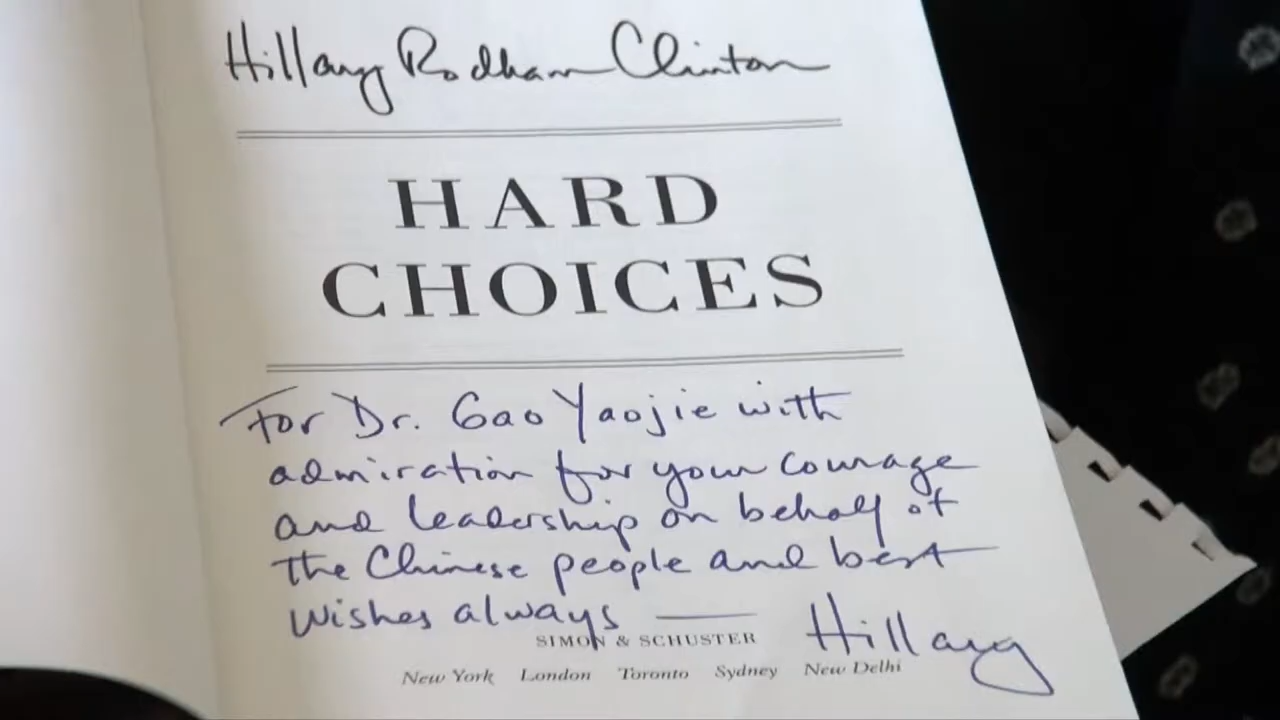 Hillary Rodham Clinton
HARD
CHOICES
For Dr. Gao Yaojie with
admiration for your courage
and leadership on behalf of
the Chinese people and best
wishes always —
SIMON & SCHUSTER
Hillary
New York London Toronto Sydney New Delhi